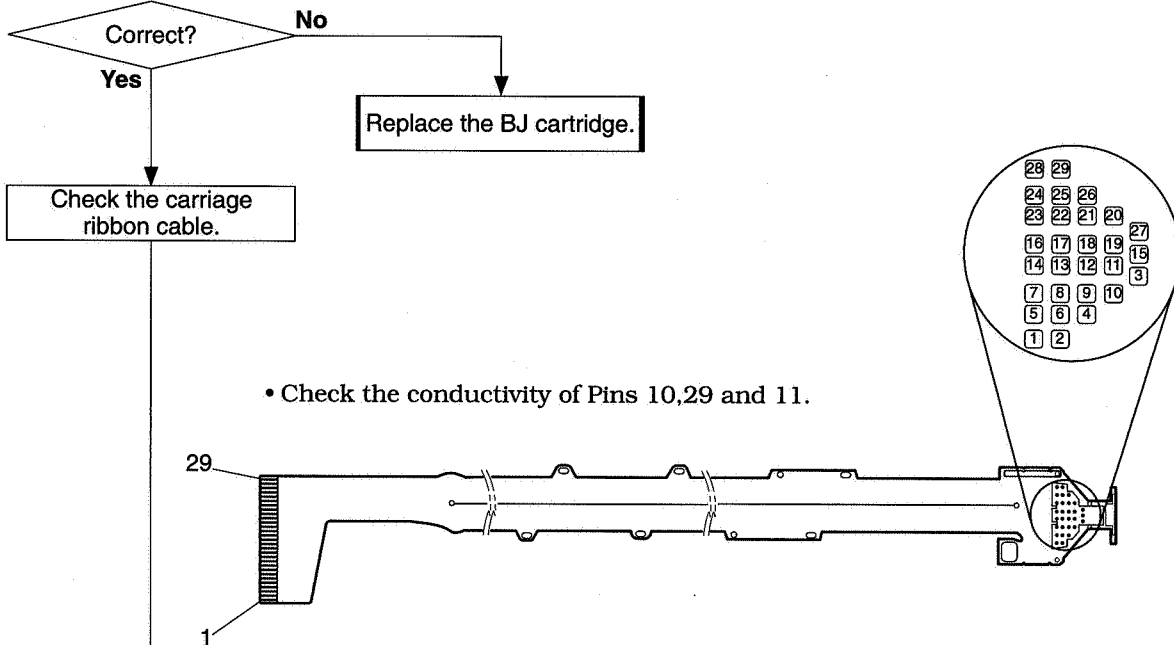 Correct?
No
Yes
Replace the BJ cartridge.
Check the carriage
ribbon cable.
28 29
24 25 26
23 22 21 20
27
16 17 18 19
15
14 13 12 11
3
7 8 9 10
5 6 4
1 2
• Check the conductivity of Pins 10,29 and 11.
29
1